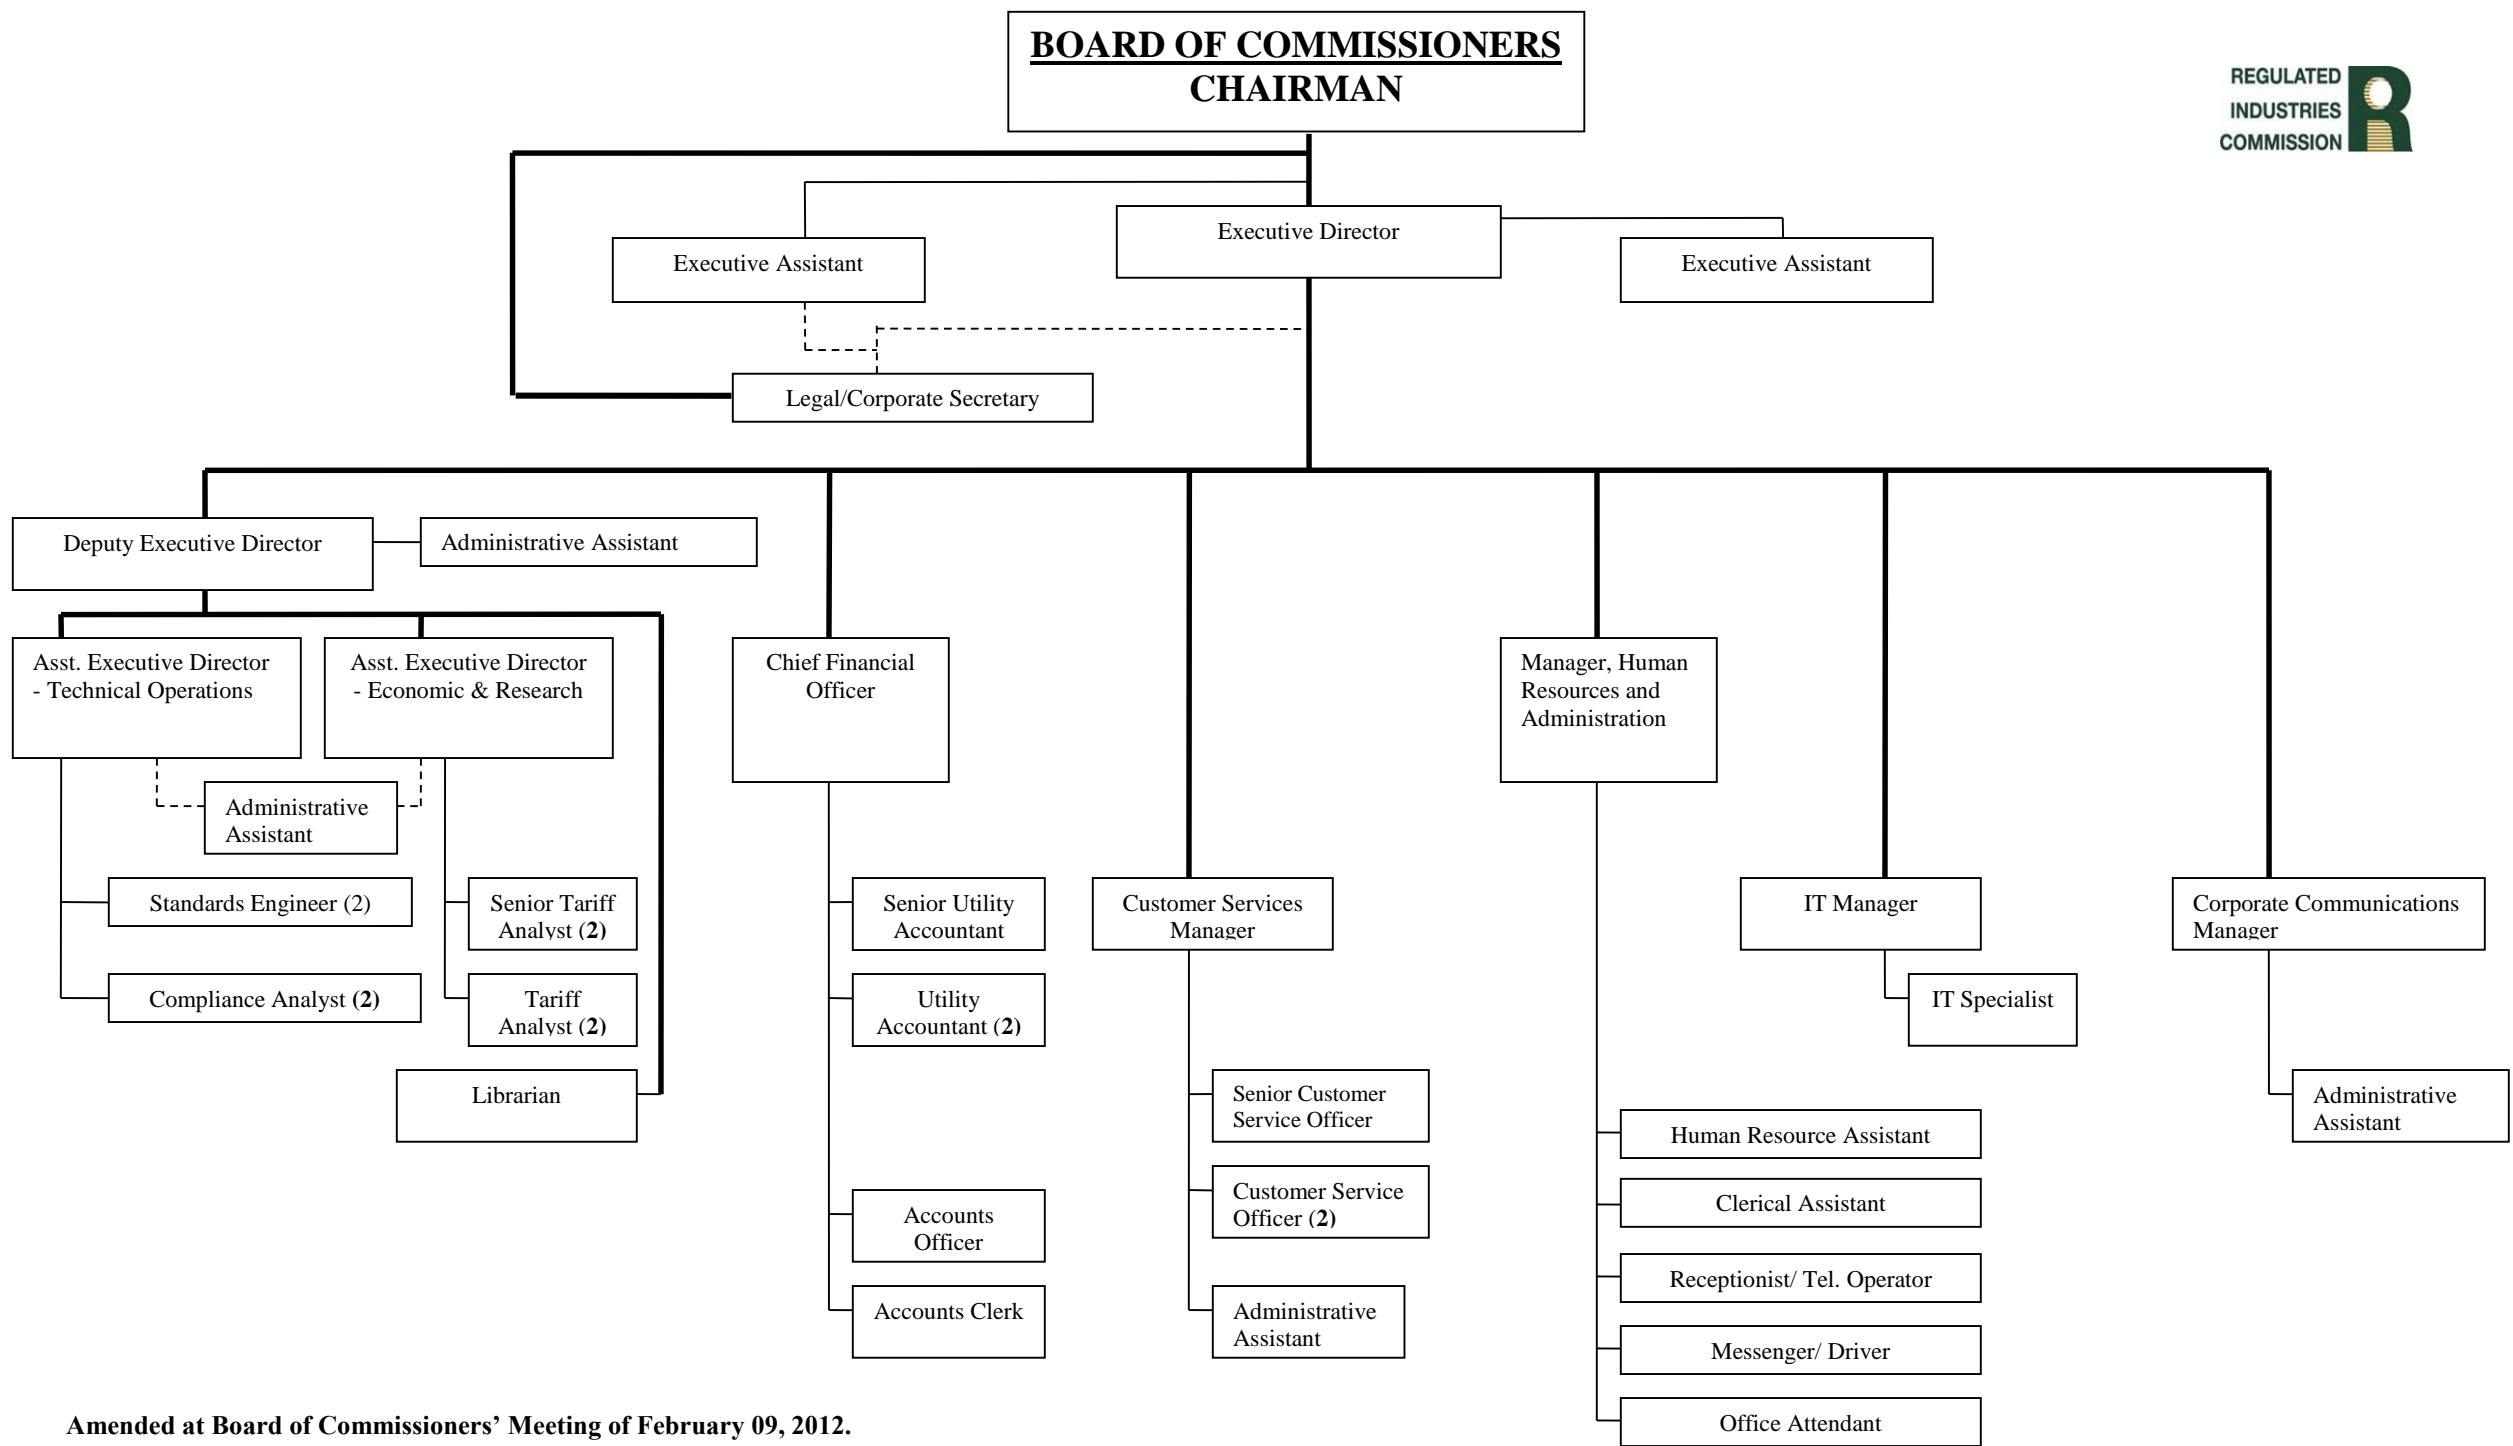 BOARD OF COMMISSIONERS
CHAIRMAN
REGULATED
INDUSTRIES
COMMISSION
Executive Director
Executive Assistant
Executive Assistant
Legal/Corporate Secretary
Deputy Executive Director
Administrative Assistant
Asst. Executive Director
- Technical Operations
Asst. Executive Director
- Economic & Research
Chief Financial
Officer
Manager, Human
Resources and
Administration
Administrative
Assistant
Standards Engineer (2)
Senior Tariff
Analyst (2)
Senior Utility
Accountant
Customer Services
Manager
IT Manager
Corporate Communications
Manager
Compliance Analyst (2)
Tariff
Analyst (2)
Utility
Accountant (2)
IT Specialist
Librarian
Senior Customer
Service Officer
Administrative
Assistant
Human Resource Assistant
Customer Service
Officer (2)
Clerical Assistant
Accounts
Officer
Receptionist/ Tel. Operator
Accounts Clerk
Administrative
Assistant
Messenger/ Driver
Office Attendant
Amended at Board of Commissioners’ Meeting of February 09, 2012.